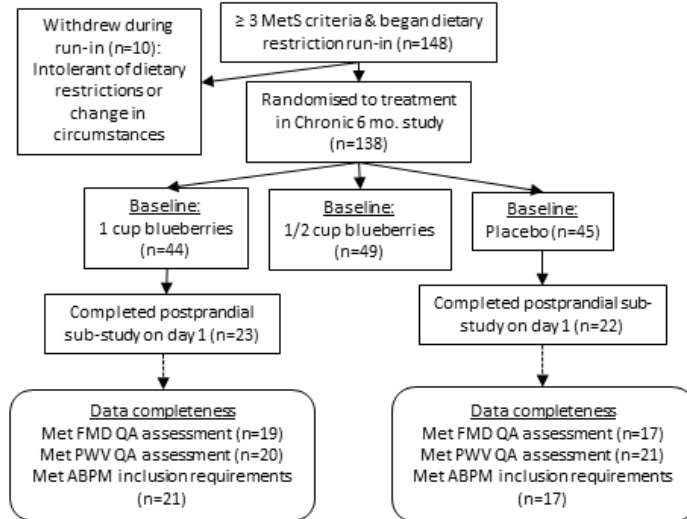 Withdrew during
run-in (n=10):
Intolerant of dietary
restrictions or
change in
circumstances
≥ 3 MetS criteria & began dietary
restriction run-in (n=148)
Randomised to treatment
in Chronic 6 mo. study
(n=138)
Baseline:
1 cup blueberries
(n=44)
Baseline:
1/2 cup blueberries
(n=49)
Baseline:
Placebo (n=45)
Completed postprandial
sub-study on day 1 (n=23)
Completed postprandial sub-
study on day 1 (n=22)
Data completeness
Met FMD QA assessment (n=19)
Met PWV QA assessment (n=20)
Met ABPM inclusion requirements
(n=21)
Data completeness
Met FMD QA assessment (n=17)
Met PWV QA assessment (n=21)
Met ABPM inclusion requirements
(n=17)